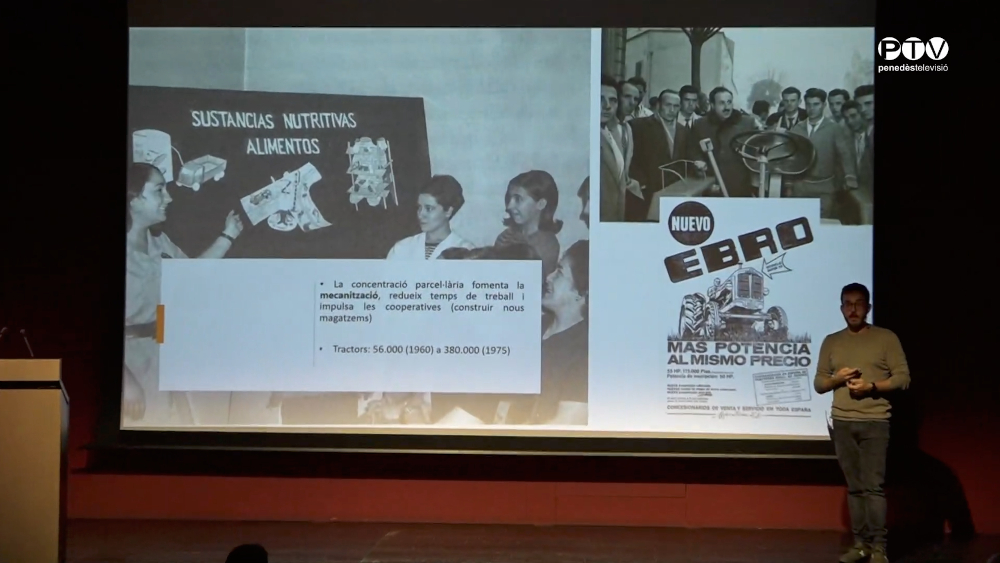 PTV
penedèstelevisió
SUSTANCIAS NUTRITIVAS
ALIMENTOS
• La concentració parcel·lària fomenta la
mecanització, redueix temps de treball i
impulsa les cooperatives (construir nous
magatzems)
• Tractors: 56.000 (1960) a 380.000 (1975)
NUEVO
EBRO
MAS POTENCIA
AL MISMO PRECIO
CONCESIONARIOS DE VENTA Y SERVICIO EN TODA ESPAÑA